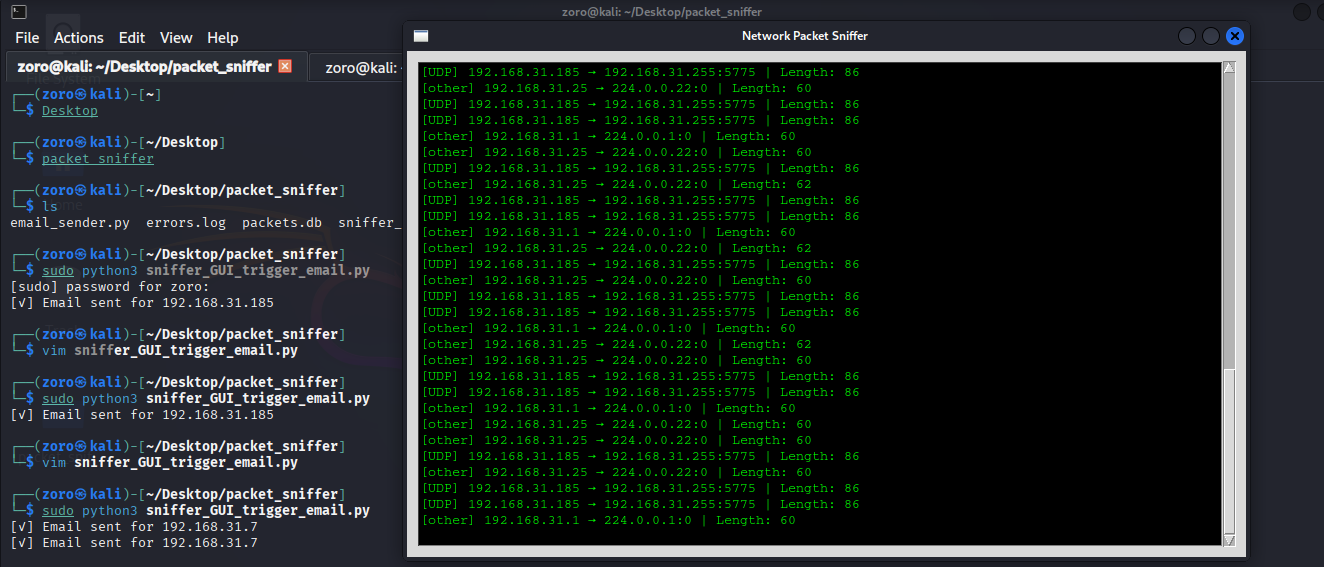 zoro@kali: ~/Desktop/packet_sniffer
File Actions Edit View Help
zoro@kali: ~/Desktop/packet_sniffer
zoro@kali:
┌──(zoro㉿kali)-[~]
└─$ Desktop
┌──(zoro㉿kali)-[~/Desktop]
└─$ packet_sniffer
┌──(zoro㉿kali)-[~/Desktop/packet_sniffer]
└─$ ls
email_sender.py errors.log packets.db sniffer_
┌──(zoro㉿kali)-[~/Desktop/packet_sniffer]
└─$ sudo python3 sniffer_GUI_trigger_email.py
[sudo] password for zoro:
[√] Email sent for 192.168.31.185
┌──(zoro㉿kali)-[~/Desktop/packet_sniffer]
└─$ vim sniffer_GUI_trigger_email.py
┌──(zoro㉿kali)-[~/Desktop/packet_sniffer]
└─$ sudo python3 sniffer_GUI_trigger_email.py
[√] Email sent for 192.168.31.185
┌──(zoro㉿kali)-[~/Desktop/packet_sniffer]
└─$ vim sniffer_GUI_trigger_email.py
┌──(zoro㉿kali)-[~/Desktop/packet_sniffer]
└─$ sudo python3 sniffer_GUI_trigger_email.py
[√] Email sent for 192.168.31.7
[√] Email sent for 192.168.31.7
Network Packet Sniffer
[UDP] 192.168.31.185 → 192.168.31.255:5775 | Length: 86
[other] 192.168.31.25 → 224.0.0.22:0 | Length: 60
[UDP] 192.168.31.185 → 192.168.31.255:5775 | Length: 86
[UDP] 192.168.31.185 → 192.168.31.255:5775 | Length: 86
[other] 192.168.31.1 → 224.0.0.1:0 | Length: 60
[other] 192.168.31.25 → 224.0.0.22:0 | Length: 60
[UDP] 192.168.31.185 → 192.168.31.255:5775 | Length: 86
[other] 192.168.31.25 → 224.0.0.22:0 | Length: 62
[UDP] 192.168.31.185 → 192.168.31.255:5775 | Length: 86
[UDP] 192.168.31.185 → 192.168.31.255:5775 | Length: 86
[other] 192.168.31.1 → 224.0.0.1:0 | Length: 60
[other] 192.168.31.25 → 224.0.0.22:0 | Length: 62
[UDP] 192.168.31.185 → 192.168.31.255:5775 | Length: 86
[other] 192.168.31.25 → 224.0.0.22:0 | Length: 60
[UDP] 192.168.31.185 → 192.168.31.255:5775 | Length: 86
[UDP] 192.168.31.185 → 192.168.31.255:5775 | Length: 86
[other] 192.168.31.1 → 224.0.0.1:0 | Length: 60
[other] 192.168.31.25 → 224.0.0.22:0 | Length: 62
[other] 192.168.31.25 → 224.0.0.22:0 | Length: 60
[UDP] 192.168.31.185 → 192.168.31.255:5775 | Length: 86
[UDP] 192.168.31.185 → 192.168.31.255:5775 | Length: 86
[other] 192.168.31.1 → 224.0.0.1:0 | Length: 60
[other] 192.168.31.25 → 224.0.0.22:0 | Length: 60
[other] 192.168.31.25 → 224.0.0.22:0 | Length: 60
[UDP] 192.168.31.185 → 192.168.31.255:5775 | Length: 86
[other] 192.168.31.25 → 224.0.0.22:0 | Length: 60
[UDP] 192.168.31.185 → 192.168.31.255:5775 | Length: 86
[UDP] 192.168.31.185 → 192.168.31.255:5775 | Length: 86
[other] 192.168.31.1 → 224.0.0.1:0 | Length: 60